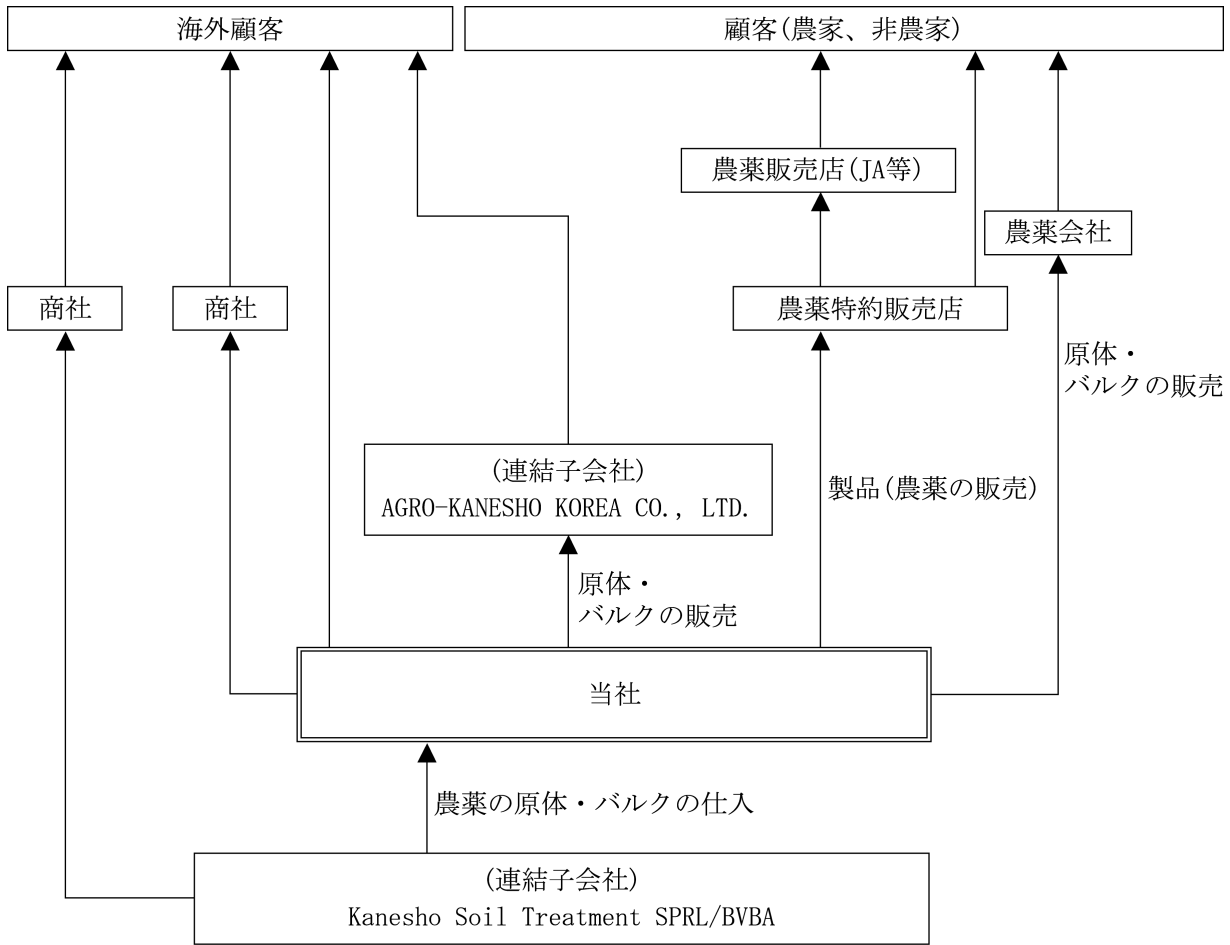 海外顧客
顧客(農家、非農家)
農薬販売店(JA等)
農薬会社
商社
商社
農薬特約販売店
原体・
バルクの販売
(連結子会社)
AGRO-KANESHO KOREA CO., LTD.
製品(農薬の販売)
原体・
バルクの販売
当社
農薬の原体・バルクの仕入
(連結子会社)
Kanesho Soil Treatment SPRL/BVBA